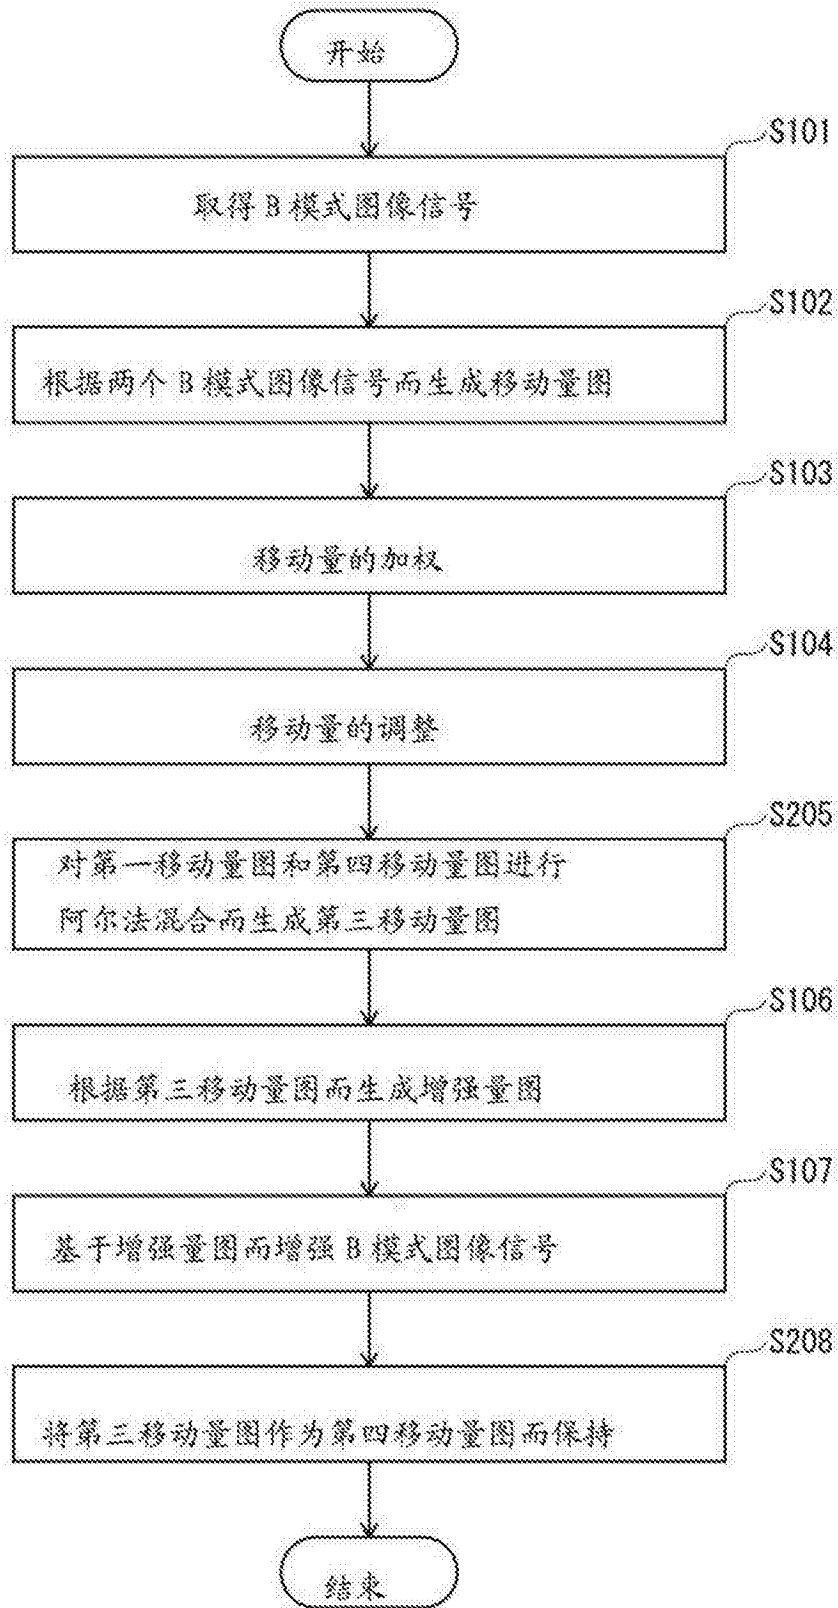 开始
S101
取得B模式图像信号
S102
根据两个B模式图像信号而生成移动量图
S103
移动量的加权
S104
移动量的调整
S205
对第一移动量图和第四移动量图进行
阿尔法混合而生成第三移动量图
S106
根据第三移动量图而生成增强量图
S107
基于增强量图而增强B模式图像信号
S208
将第三移动量图作为第四移动量图而保持
结束